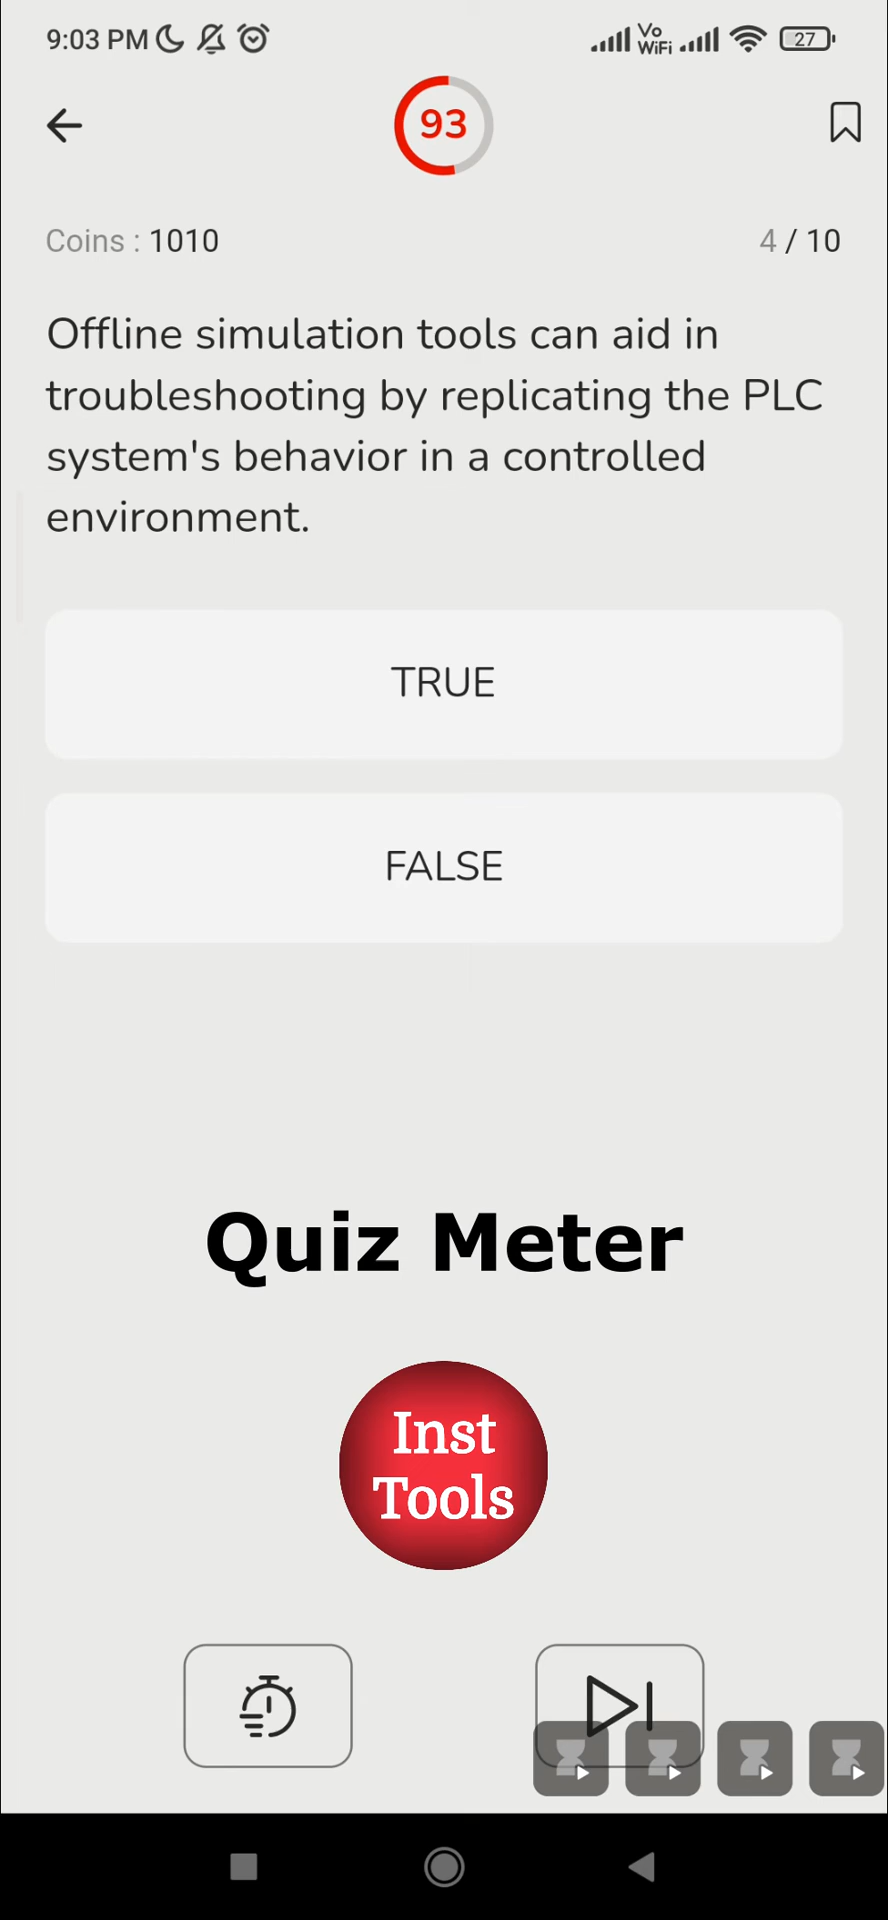 9:03 PM Vo WiFi 27
93
Coins : 1010 4 / 10
Offline simulation tools can aid in
troubleshooting by replicating the PLC
system's behavior in a controlled
environment.
TRUE
FALSE
Quiz Meter
Inst
Tools